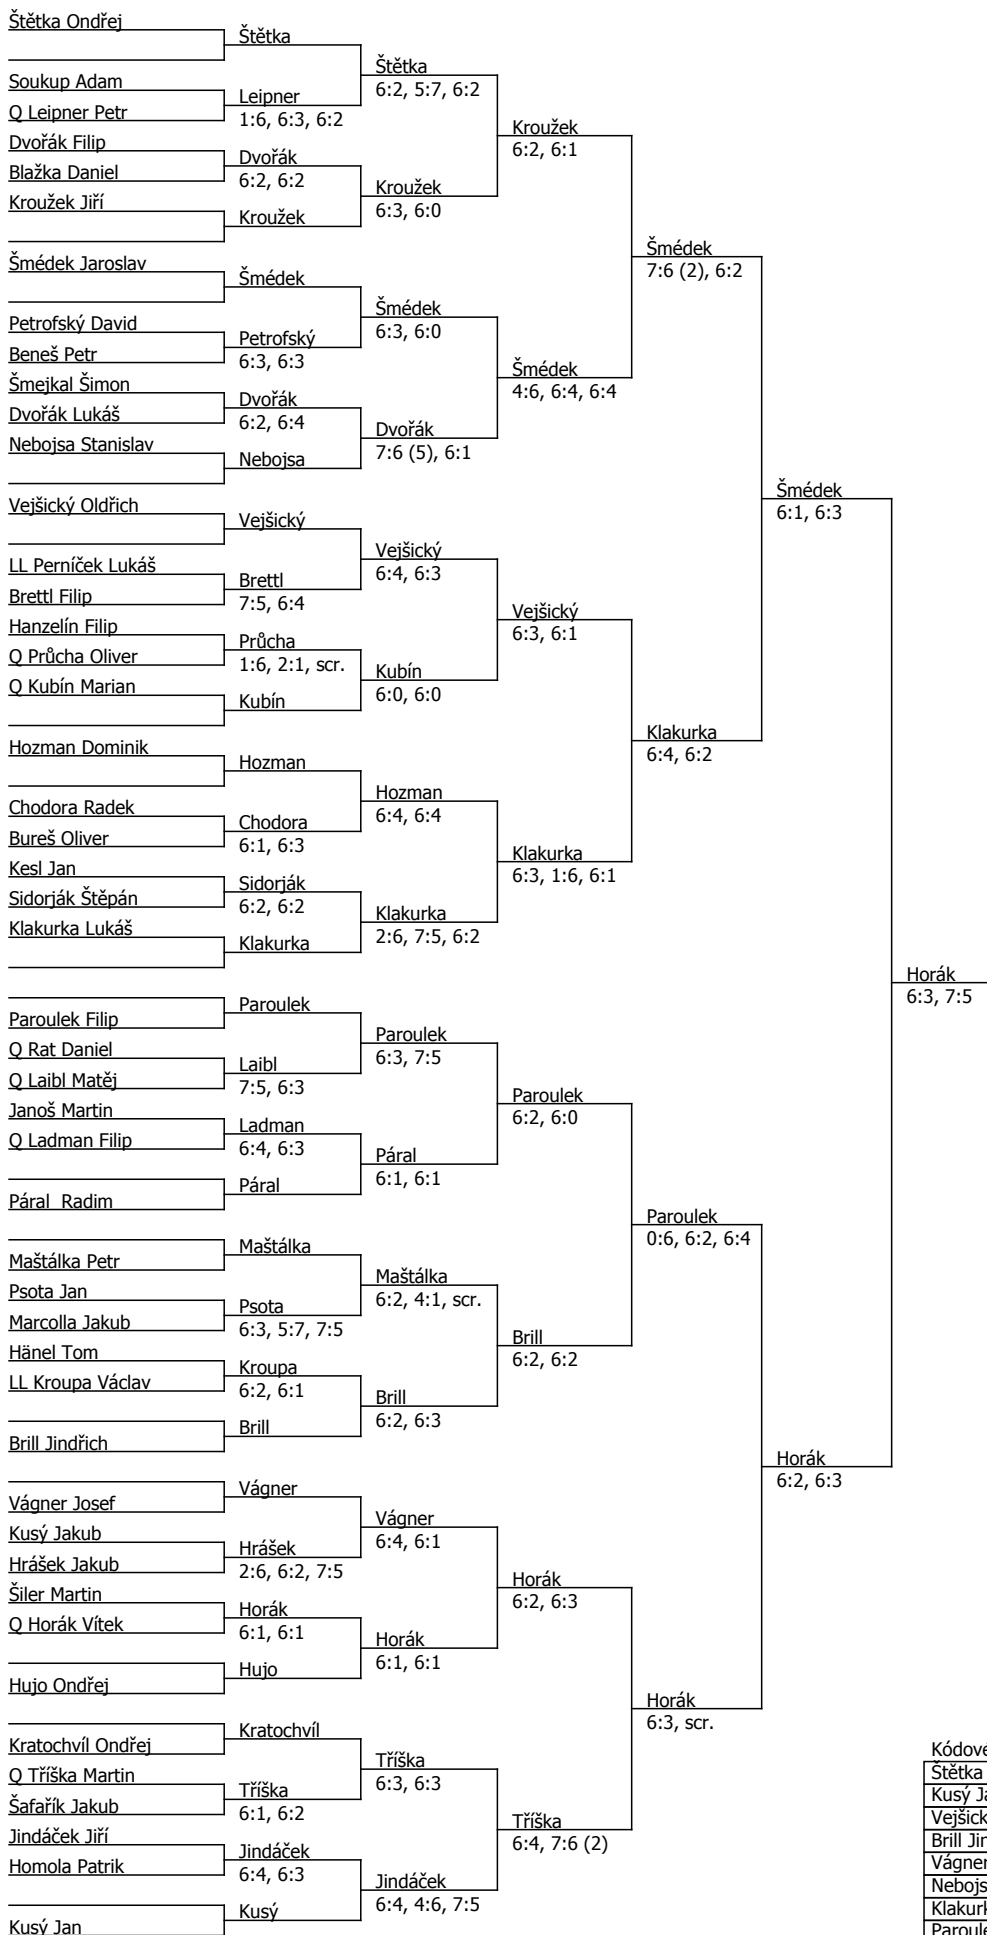 Štětka Ondřej
Soukup Adam
Q Leipner Petr
Dvořák Filip
Blažka Daniel
Kroužek Jiří
Šmédek Jaroslav
Petrofský David
Beneš Petr
Šmejkal Šimon
Dvořák Lukáš
Nebojsa Stanislav
Vejšický Oldřich
LL Perníček Lukáš
Brettl Filip
Hanzelín Filip
Q Průcha Oliver
Q Kubín Marian
Hozman Dominik
Chodora Radek
Bureš Oliver
Kesl Jan
Sidorják Štěpán
Klakurka Lukáš
Paroulek Filip
Q Rat Daniel
Q Laibl Matěj
Janoš Martin
Q Ladman Filip
Páral  Radim
Maštálka Petr
Psota Jan
Marcolla Jakub
Hänel Tom
LL Kroupa Václav
Brill Jindřich
Vágner Josef
Kusý Jakub
Hrášek Jakub
Šiler Martin
Q Horák Vítek
Hujo Ondřej
Kratochvíl Ondřej
Q Tříška Martin
Šafařík Jakub
Jindáček Jiří
Homola Patrik
Kusý Jan
Štětka
Leipner
1:6, 6:3, 6:2
Dvořák
6:2, 6:2
Kroužek
Šmédek
Petrofský
6:3, 6:3
Dvořák
6:2, 6:4
Nebojsa
Vejšický
Brettl
7:5, 6:4
Průcha
1:6, 2:1, scr.
Kubín
Hozman
Chodora
6:1, 6:3
Sidorják
6:2, 6:2
Klakurka
Paroulek
Laibl
7:5, 6:3
Ladman
6:4, 6:3
Páral
Maštálka
Psota
6:3, 5:7, 7:5
Kroupa
6:2, 6:1
Brill
Vágner
Hrášek
2:6, 6:2, 7:5
Horák
6:1, 6:1
Hujo
Kratochvíl
Tříška
6:1, 6:2
Jindáček
6:4, 6:3
Kusý
Štětka
6:2, 5:7, 6:2
Kroužek
6:3, 6:0
Šmédek
6:3, 6:0
Dvořák
7:6 (5), 6:1
Vejšický
6:4, 6:3
Kubín
6:0, 6:0
Hozman
6:4, 6:4
Klakurka
2:6, 7:5, 6:2
Paroulek
6:3, 7:5
Páral
6:1, 6:1
Maštálka
6:2, 4:1, scr.
Brill
6:2, 6:3
Vágner
6:4, 6:1
Horák
6:1, 6:1
Tříška
6:3, 6:3
Jindáček
6:4, 4:6, 7:5
Kroužek
6:2, 6:1
Šmédek
4:6, 6:4, 6:4
Vejšický
6:3, 6:1
Klakurka
6:3, 1:6, 6:1
Paroulek
6:2, 6:0
Brill
6:2, 6:2
Horák
6:2, 6:3
Tříška
6:4, 7:6 (2)
Šmédek
7:6 (2), 6:2
Klakurka
6:4, 6:2
Paroulek
0:6, 6:2, 6:4
Horák
6:3, scr.
Šmédek
6:1, 6:3
Horák
6:2, 6:3
Horák
6:3, 7:5
Kódové
Štětka
Kusý Ja
Vejšick
Brill Jin
Vágner
Nebojs
Klakurk
Paroule